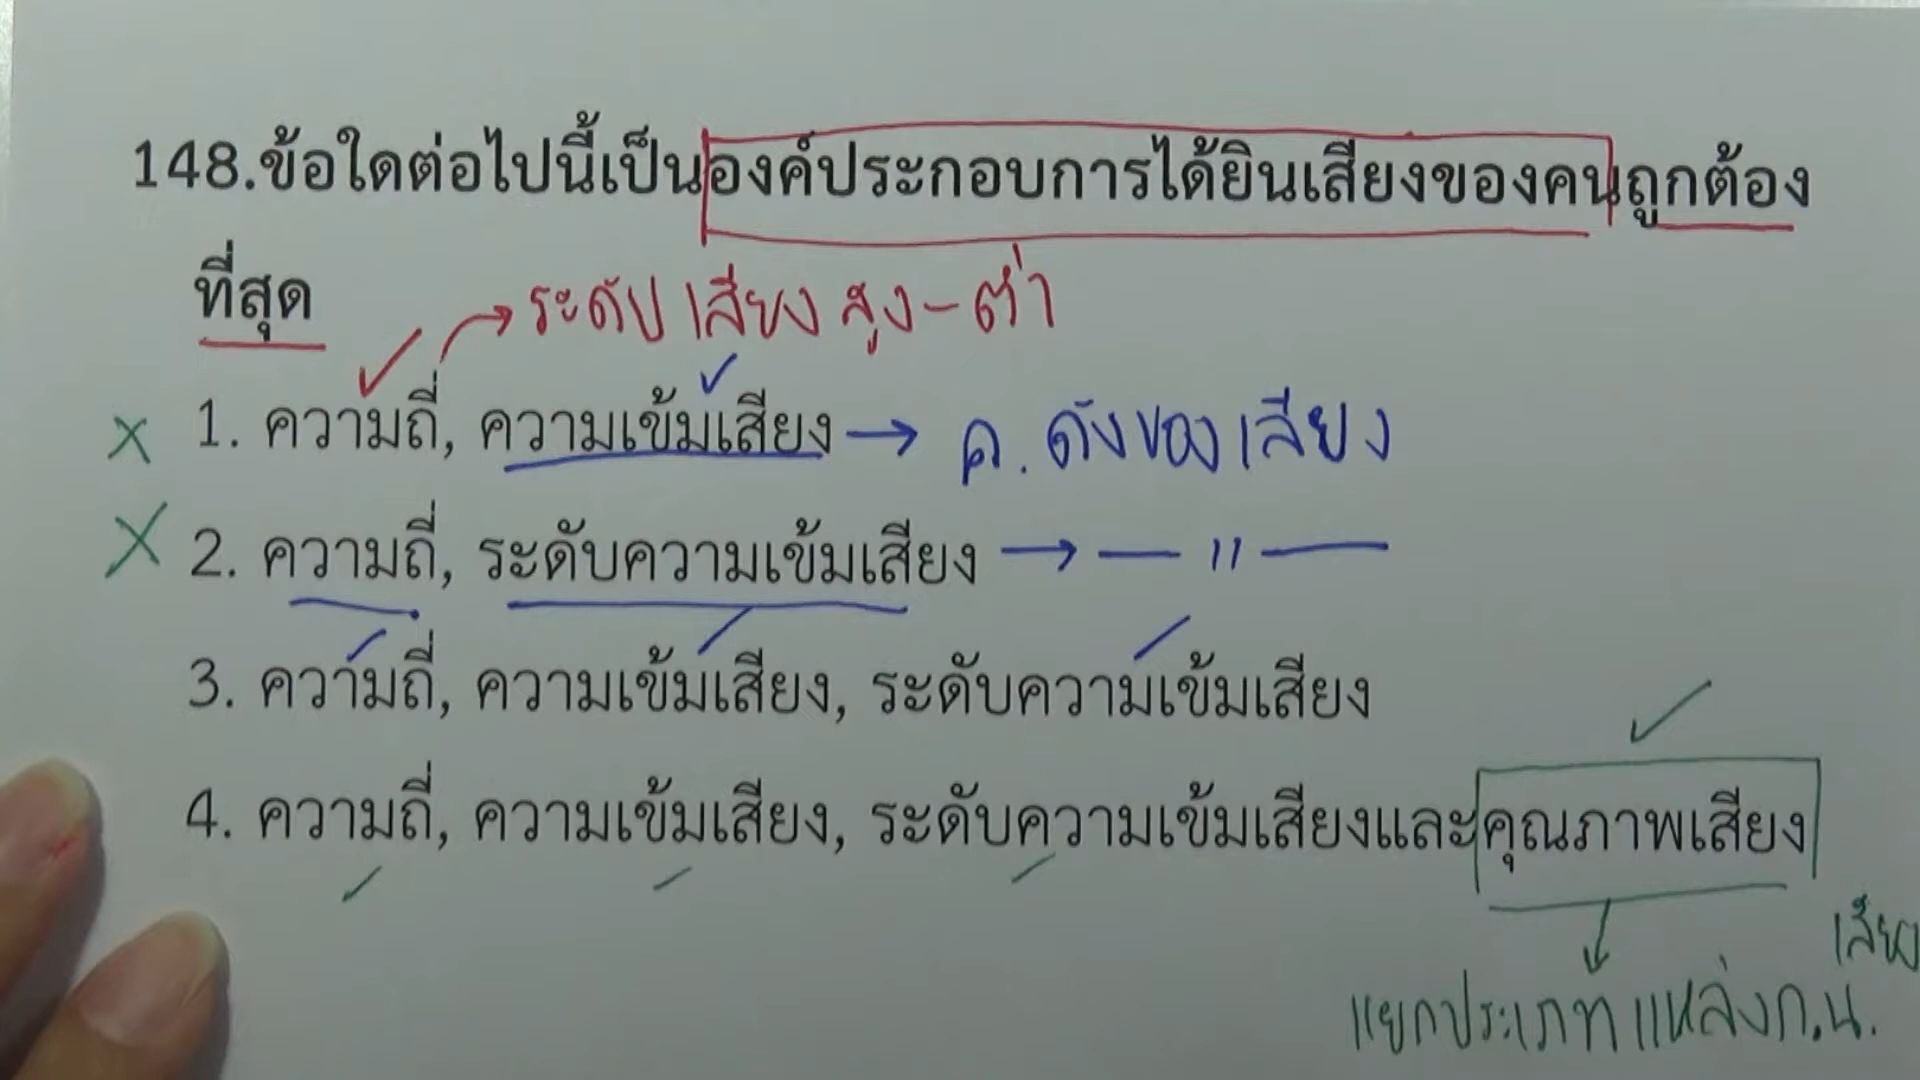 148.ข้อใดต่อไปนี้เป็นองค์ประกอบการได้ยินเสียงของคนถูกต้อง
ที่สุด
ระดับเสียงสูง-ต่ำ
1. ความถี่, ความเข้มเสียง → ค. ดังของเสียง
2. ความถี่, ระดับความเข้มเสียง → — 〃 —
3. ความถี่, ความเข้มเสียง, ระดับความเข้มเสียง
4. ความถี่, ความเข้มเสียง, ระดับความเข้มเสียงและคุณภาพเสียง
เสียง
แยกประเภทแหล่งก.น.